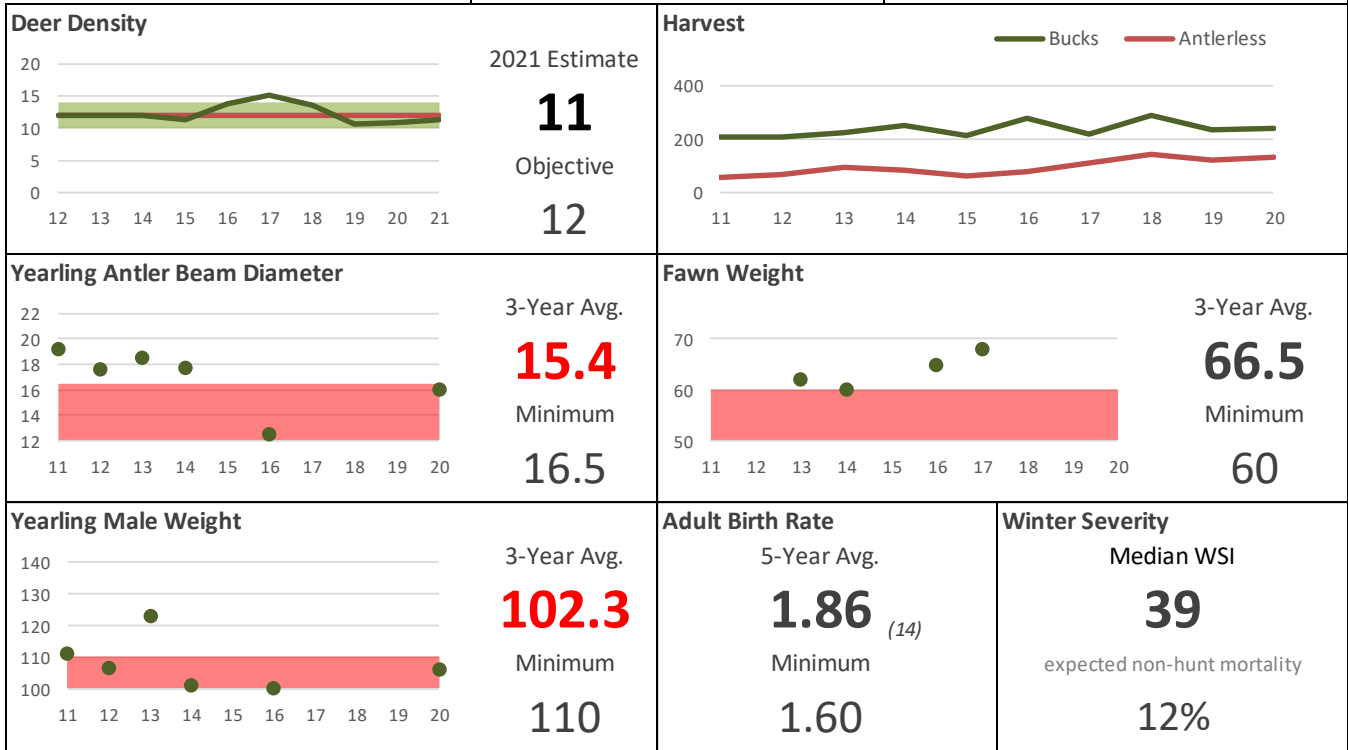 Deer Density
2021 Estimate
11
Objective
12
20
15
10
5
0
12 13 14 15 16 17 18 19 20 21
Harvest
Bucks Antlerless
400
200
0
11 12 13 14 15 16 17 18 19 20
Yearling Antler Beam Diameter
3-Year Avg.
15.4
Minimum
16.5
22
20
18
16
14
12
11 12 13 14 15 16 17 18 19 20
Fawn Weight
3-Year Avg.
66.5
Minimum
60
70
60
50
11 12 13 14 15 16 17 18 19 20
Yearling Male Weight
3-Year Avg.
102.3
Minimum
110
140
130
120
110
100
11 12 13 14 15 16 17 18 19 20
Adult Birth Rate
5-Year Avg.
1.86 (14)
Minimum
1.60
Winter Severity
Median WSI
39
expected non-hunt mortality
12%